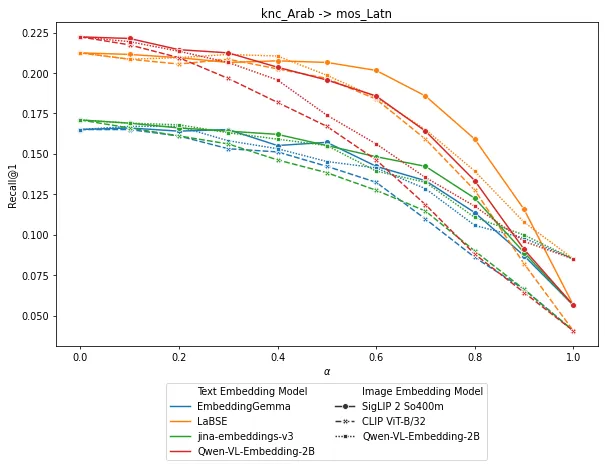 knc_Arab -> mos_Latn
Recall@1
0.225
0.200
0.175
0.150
0.125
0.100
0.075
0.050
0.0 0.2 0.4 0.6 0.8 1.0
α
Text Embedding Model
EmbeddingGemma
LaBSE
jina-embeddings-v3
Qwen-VL-Embedding-2B
Image Embedding Model
SigLIP 2 So400m
CLIP ViT-B/32
Qwen-VL-Embedding-2B